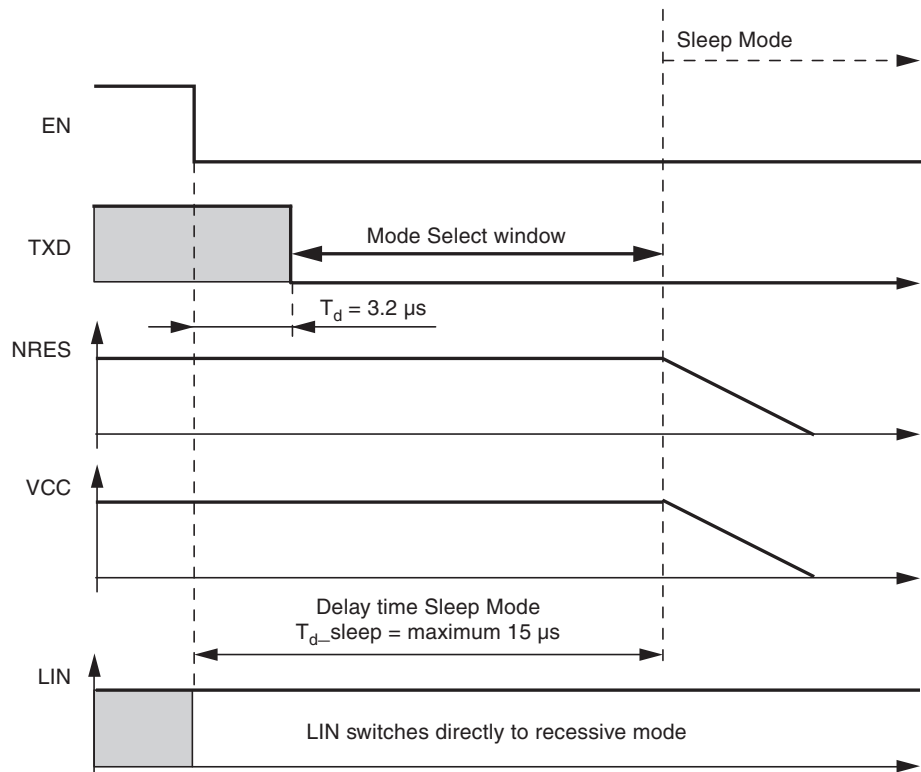 Sleep Mode
EN
TXD
Mode Select window
T_d = 3.2 µs
NRES
VCC
Delay time Sleep Mode
T_d_sleep = maximum 15 µs
LIN
LIN switches directly to recessive mode